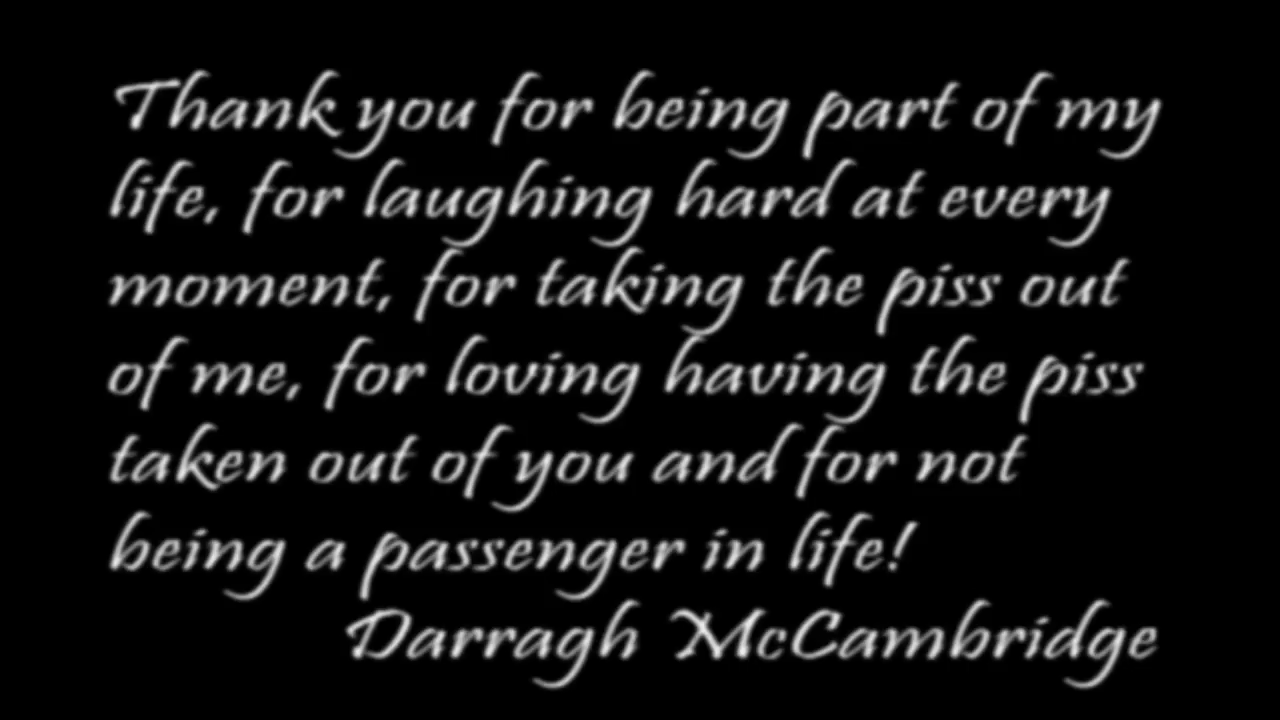 Thank you for being part of my
life, for laughing hard at every
moment, for taking the piss out
of me, for loving having the piss
taken out of you and for not
being a passenger in life!
Darragh McCambridge